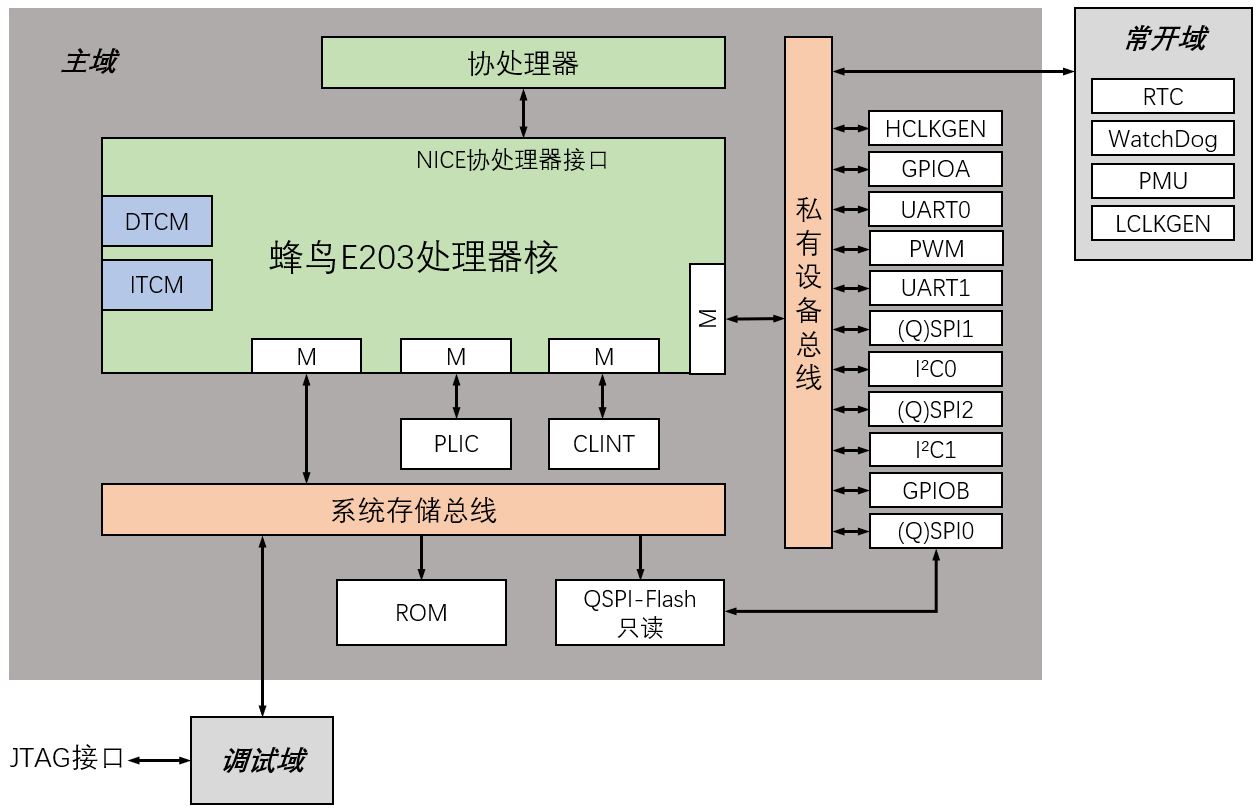 主域
协处理器
NICE协处理器接口
DTCM
ITCM
蜂鸟E203处理器核
M
M
M
M
PLIC
CLINT
系统存储总线
ROM
QSPI-Flash
只读
私有设备总线
HCLKGEN
GPIOA
UART0
PWM
UART1
(Q)SPI1
I²C0
(Q)SPI2
I²C1
GPIOB
(Q)SPI0
常开域
RTC
WatchDog
PMU
LCLKGEN
JTAG接口
调试域